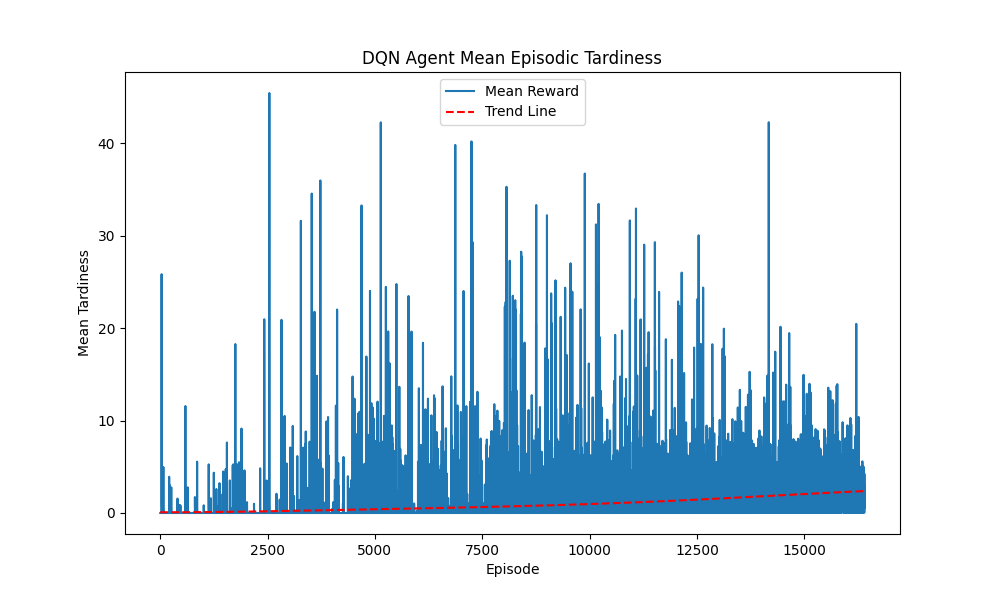 DQN Agent Mean Episodic Tardiness
Mean Reward
Trend Line
Mean Tardiness
40
30
20
10
0
0 2500 5000 7500 10000 12500 15000
Episode